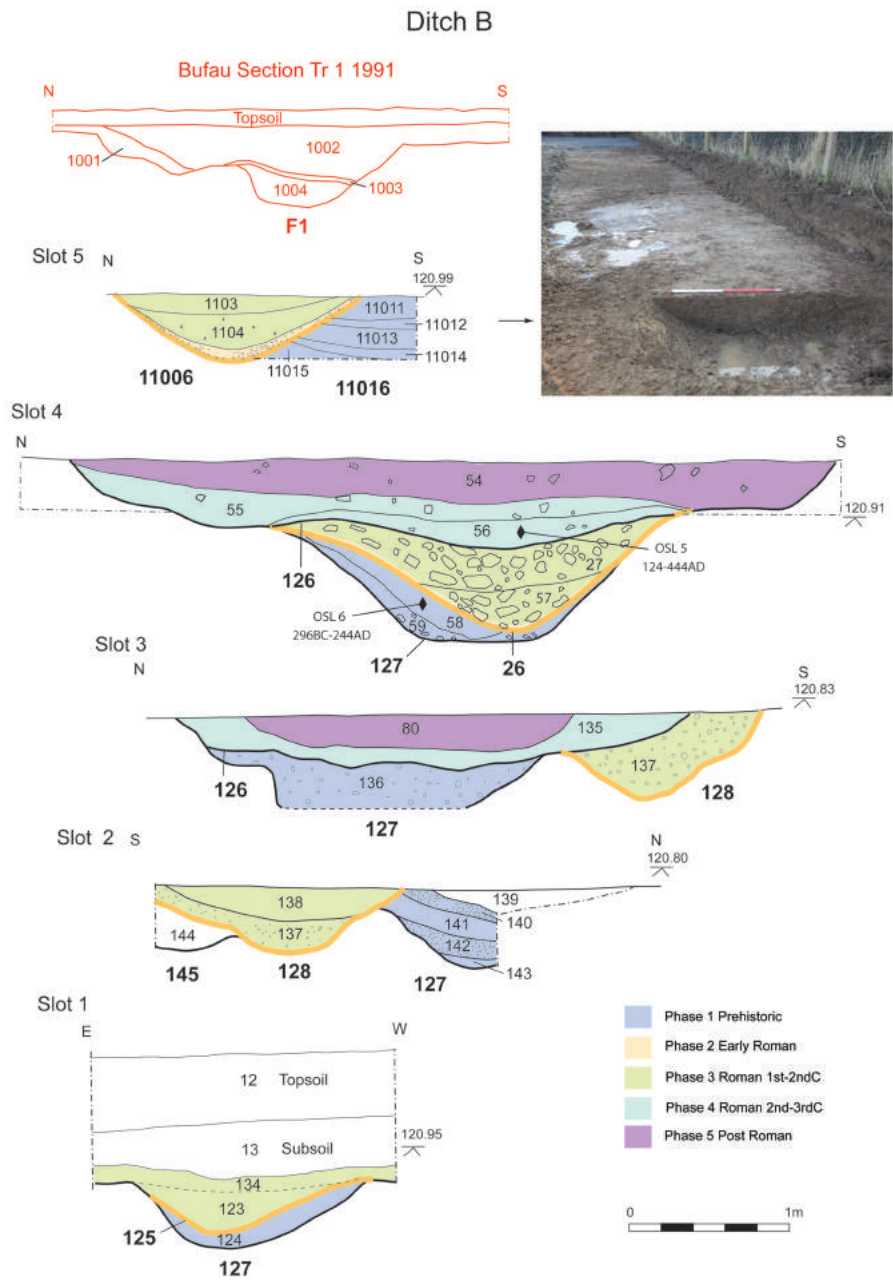 Ditch B
Bufau Section Tr 1 1991
N
S
Topsoil
1001
1002
1003
1004
F1
Slot 5
N
S
120.99
1103
11011
1104
11012
11013
11014
11015
11006
11016
Slot 4
N
S
54
55
120.91
56
OSL 5
124-444AD
126
27
57
OSL 6
296BC-244AD
58
59
127
26
Slot 3
N
S
120.83
80
135
126
136
137
127
128
Slot 2
S
N
120.80
138
139
140
141
144
137
142
145
128
143
127
Slot 1
E
W
12
Topsoil
13
Subsoil
120.95
134
123
125
124
127
Phase 1 Prehistoric
Phase 2 Early Roman
Phase 3 Roman 1st-2ndC
Phase 4 Roman 2nd-3rdC
Phase 5 Post Roman
0
1m